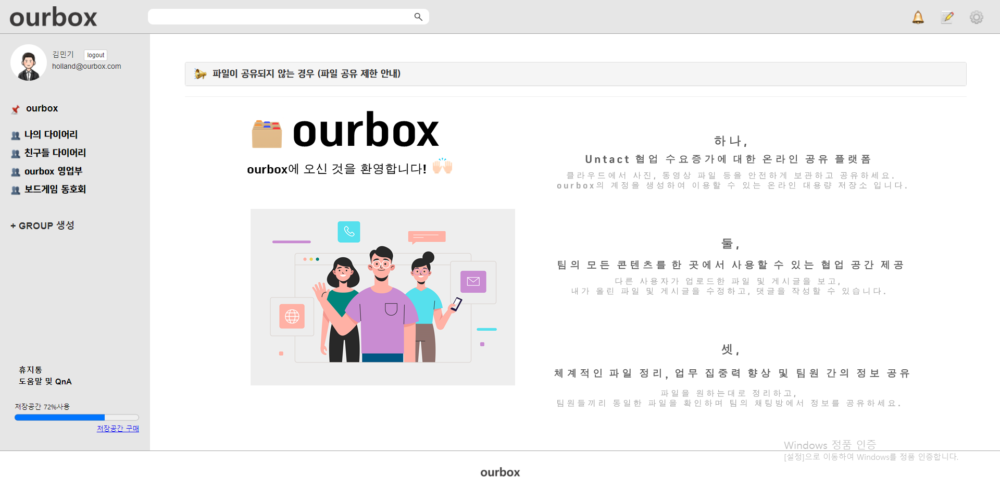 ourbox
김민기 logout
holland@ourbox.com
ourbox
나의 다이어리
친구들 다이어리
ourbox 영업부
보드게임 동호회
+ GROUP 생성
휴지통
도움말 및 QnA
저장공간 72%사용
저장공간 구매
파일이 공유되지 않는 경우 (파일 공유 제한 안내)
ourbox
ourbox에 오신 것을 환영합니다!
하나,
Untact 협업 수요증가에 대한 온라인 공유 플랫폼
클라우드에서 사진, 동영상 파일 등을 안전하게 보관하고 공유하세요.
ourbox의 계정을 생성하여 이용할 수 있는 온라인 대용량 저장소 입니다.
둘,
팀의 모든 콘텐츠를 한 곳에서 사용할 수 있는 협업 공간 제공
다른 사용자가 업로드한 파일 및 게시글을 보고,
내가 올린 파일 및 게시글을 수정하고, 댓글을 작성할 수 있습니다.
셋,
체계적인 파일 정리, 업무 집중력 향상 및 팀원 간의 정보 공유
파일을 원하는대로 정리하고,
팀원들끼리 동일한 파일을 확인하며 팀의 채팅방에서 정보를 공유하세요.
Windows 정품 인증
[설정]으로 이동하여 Windows를 정품 인증합니다.
ourbox